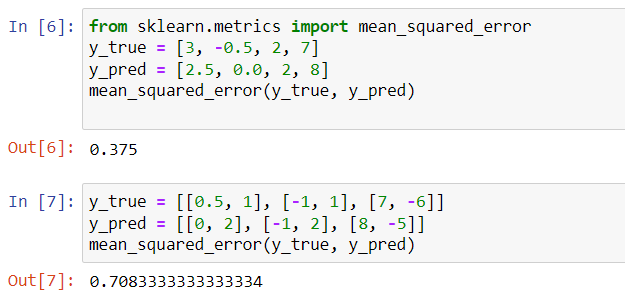 In [6]: from sklearn.metrics import mean_squared_error
y_true = [3, -0.5, 2, 7]
y_pred = [2.5, 0.0, 2, 8]
mean_squared_error(y_true, y_pred)
Out[6]: 0.375
In [7]: y_true = [[0.5, 1], [-1, 1], [7, -6]]
y_pred = [[0, 2], [-1, 2], [8, -5]]
mean_squared_error(y_true, y_pred)
Out[7]: 0.7083333333333334